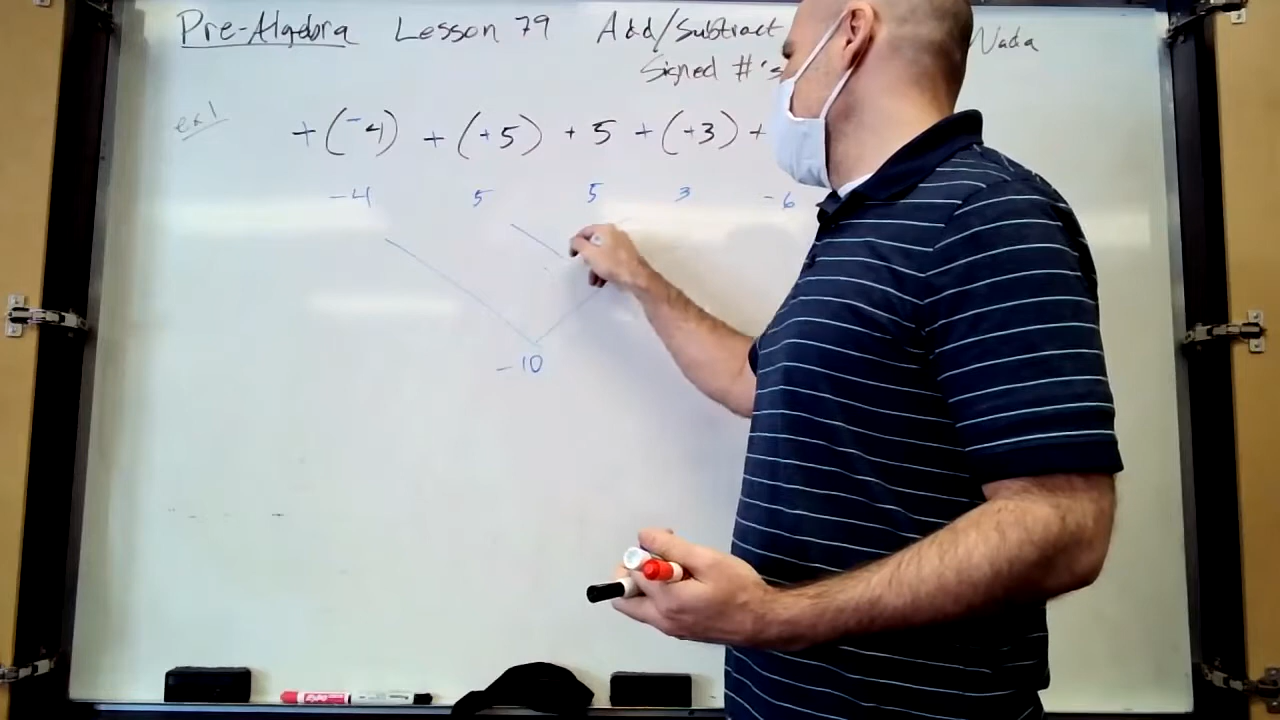 Pre-Algebra Lesson 79 Add/Subtract Nada
Signed #'s
ex1
+ (-4) + (+5) + 5 + (+3) +
-4 5 5 3 -6
-10
EXPO